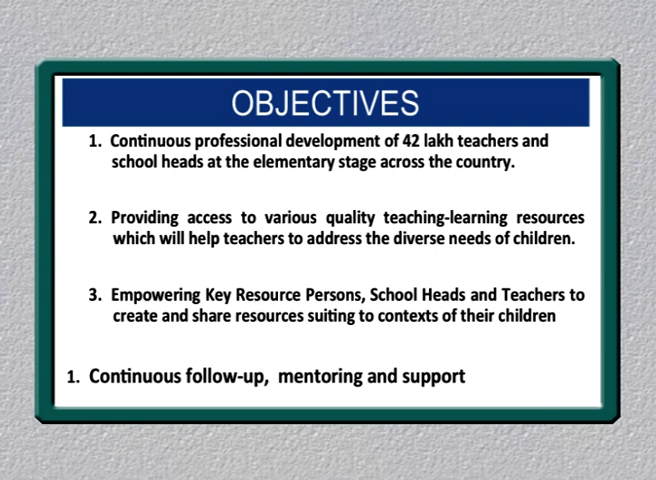 OBJECTIVES
1. Continuous professional development of 42 lakh teachers and
school heads at the elementary stage across the country.
2. Providing access to various quality teaching-learning resources
which will help teachers to address the diverse needs of children.
3. Empowering Key Resource Persons, School Heads and Teachers to
create and share resources suiting to contexts of their children
1. Continuous follow-up, mentoring and support